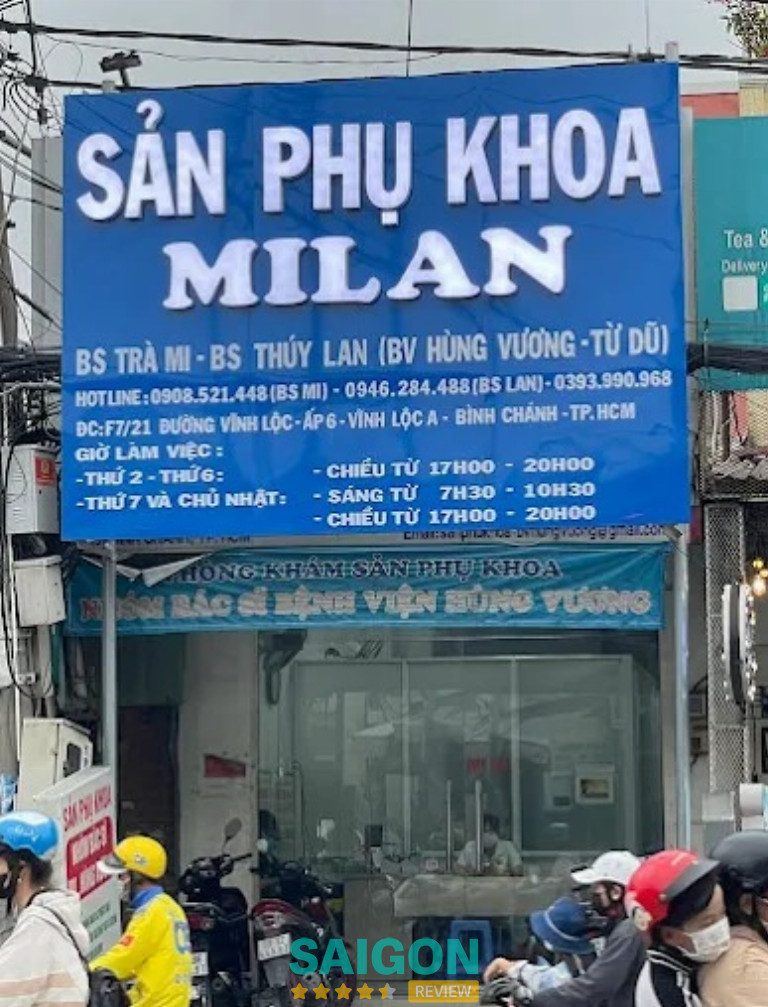 SẢN PHỤ KHOA
MILAN
BS TRÀ MI - BS THÚY LAN (BV HÙNG VƯƠNG - TỪ DŨ)
HOTLINE: 0908.521.448 (BS MI) - 0946.284.488 (BS LAN) - 0393.990.968
ĐC: F7/21 ĐƯỜNG VĨNH LỘC - ẤP 6 - VĨNH LỘC A - BÌNH CHÁNH - TP. HCM
GIỜ LÀM VIỆC :
- THỨ 2 - THỨ 6 : - CHIỀU TỪ 17H00 - 20H00
- THỨ 7 VÀ CHỦ NHẬT: - SÁNG TỪ 7H30 - 10H30
- CHIỀU TỪ 17H00 - 20H00
Tea &
Delivery
PHÒNG KHÁM SẢN PHỤ KHOA
NHÓM BÁC SĨ BỆNH VIỆN HÙNG VƯƠNG
SẢN PHỤ KHOA
SAIGON
REVIEW